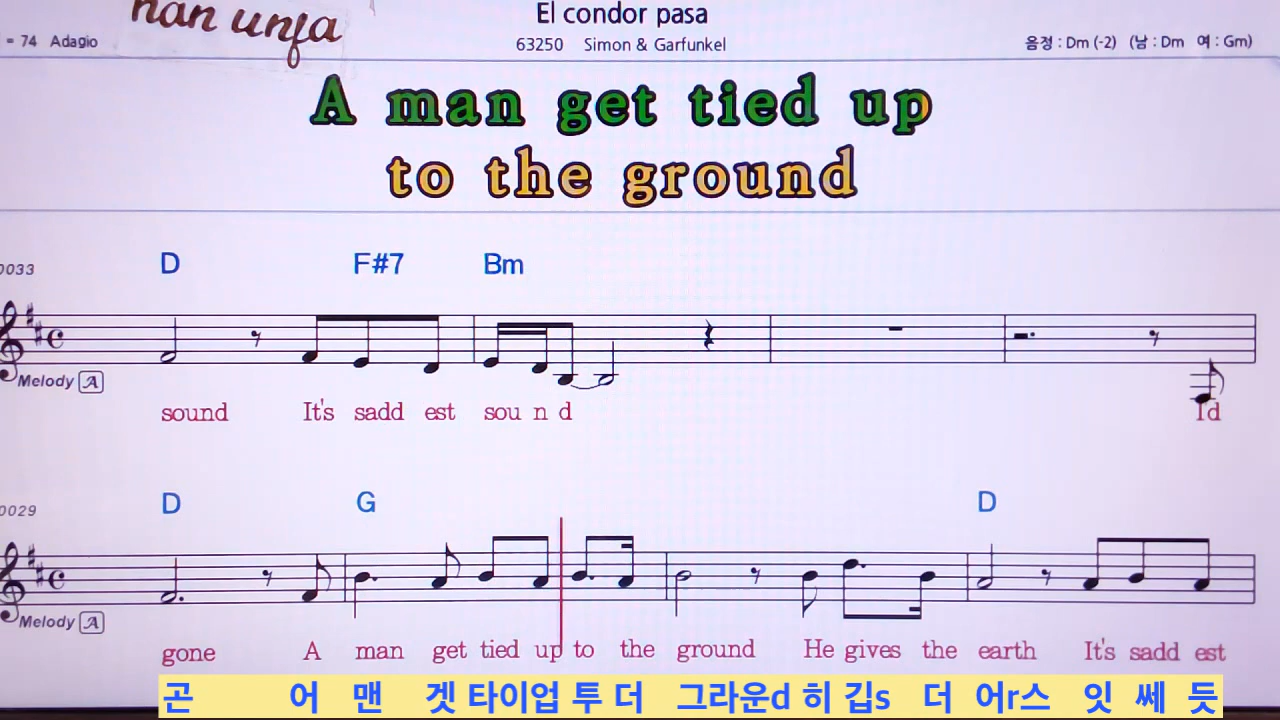 han unfa
El condor pasa
= 74 Adagio
63250 Simon & Garfunkel
음정 : Dm (-2) (남 : Dm 여 : Gm)
A man get tied up
to the ground
0033
D F#7 Bm
Melody A
sound It's sadd est sou n d I'd
0029
D G D
Melody A
gone A man get tied up to the ground He gives the earth It's sadd est
곤 어 맨 겟 타이업 투 더 그라운d 히 깁s 더 어r스 잇 쎄 듯